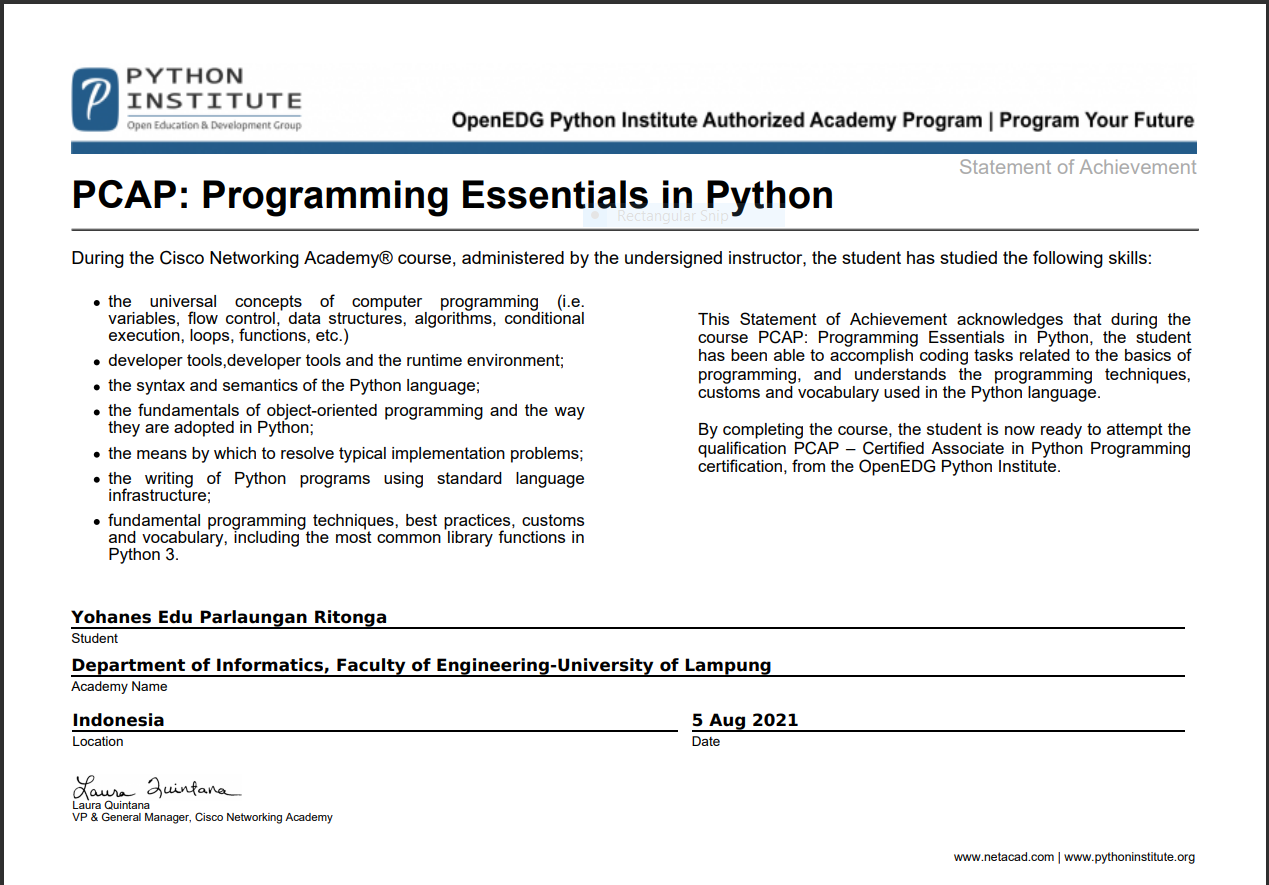 PYTHON
INSTITUTE
Open Education & Development Group
OpenEDG Python Institute Authorized Academy Program | Program Your Future
Statement of Achievement
PCAP: Programming Essentials in Python
Rectangular Snip
During the Cisco Networking Academy® course, administered by the undersigned instructor, the student has studied the following skills:
• the universal concepts of computer programming (i.e.
variables, flow control, data structures, algorithms, conditional
execution, loops, functions, etc.)
• developer tools,developer tools and the runtime environment;
• the syntax and semantics of the Python language;
• the fundamentals of object-oriented programming and the way
they are adopted in Python;
• the means by which to resolve typical implementation problems;
• the writing of Python programs using standard language
infrastructure;
• fundamental programming techniques, best practices, customs
and vocabulary, including the most common library functions in
Python 3.
This Statement of Achievement acknowledges that during the
course PCAP: Programming Essentials in Python, the student
has been able to accomplish coding tasks related to the basics of
programming, and understands the programming techniques,
customs and vocabulary used in the Python language.
By completing the course, the student is now ready to attempt the
qualification PCAP – Certified Associate in Python Programming
certification, from the OpenEDG Python Institute.
Yohanes Edu Parlaungan Ritonga
Student
Department of Informatics, Faculty of Engineering-University of Lampung
Academy Name
Indonesia
Location
5 Aug 2021
Date
Laura Quintana
Laura Quintana
VP & General Manager, Cisco Networking Academy
www.netacad.com | www.pythoninstitute.org